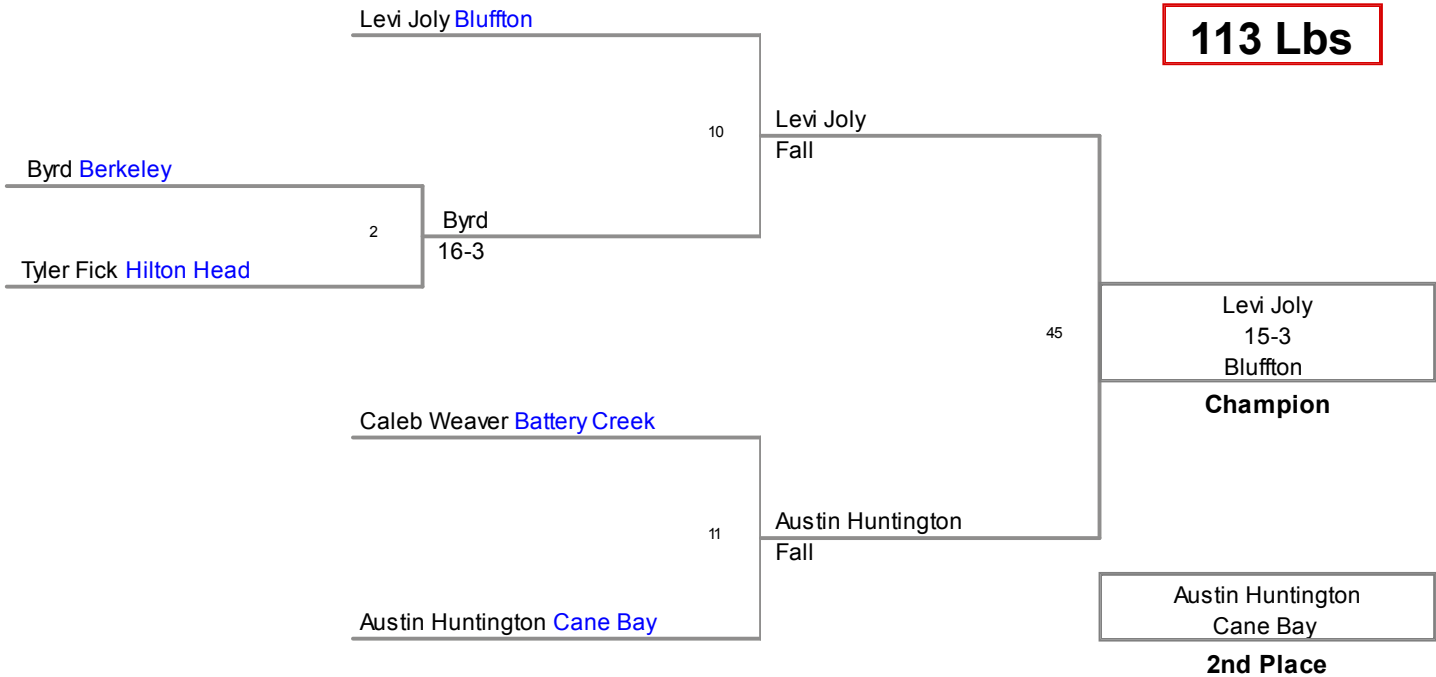 Levi Joly Bluffton
113 Lbs
10
Levi Joly
Fall
Byrd Berkeley
2
Byrd
16-3
Tyler Fick Hilton Head
45
Levi Joly
15-3
Bluffton
Champion
Caleb Weaver Battery Creek
11
Austin Huntington
Fall
Austin Huntington Cane Bay
Austin Huntington
Cane Bay
2nd Place